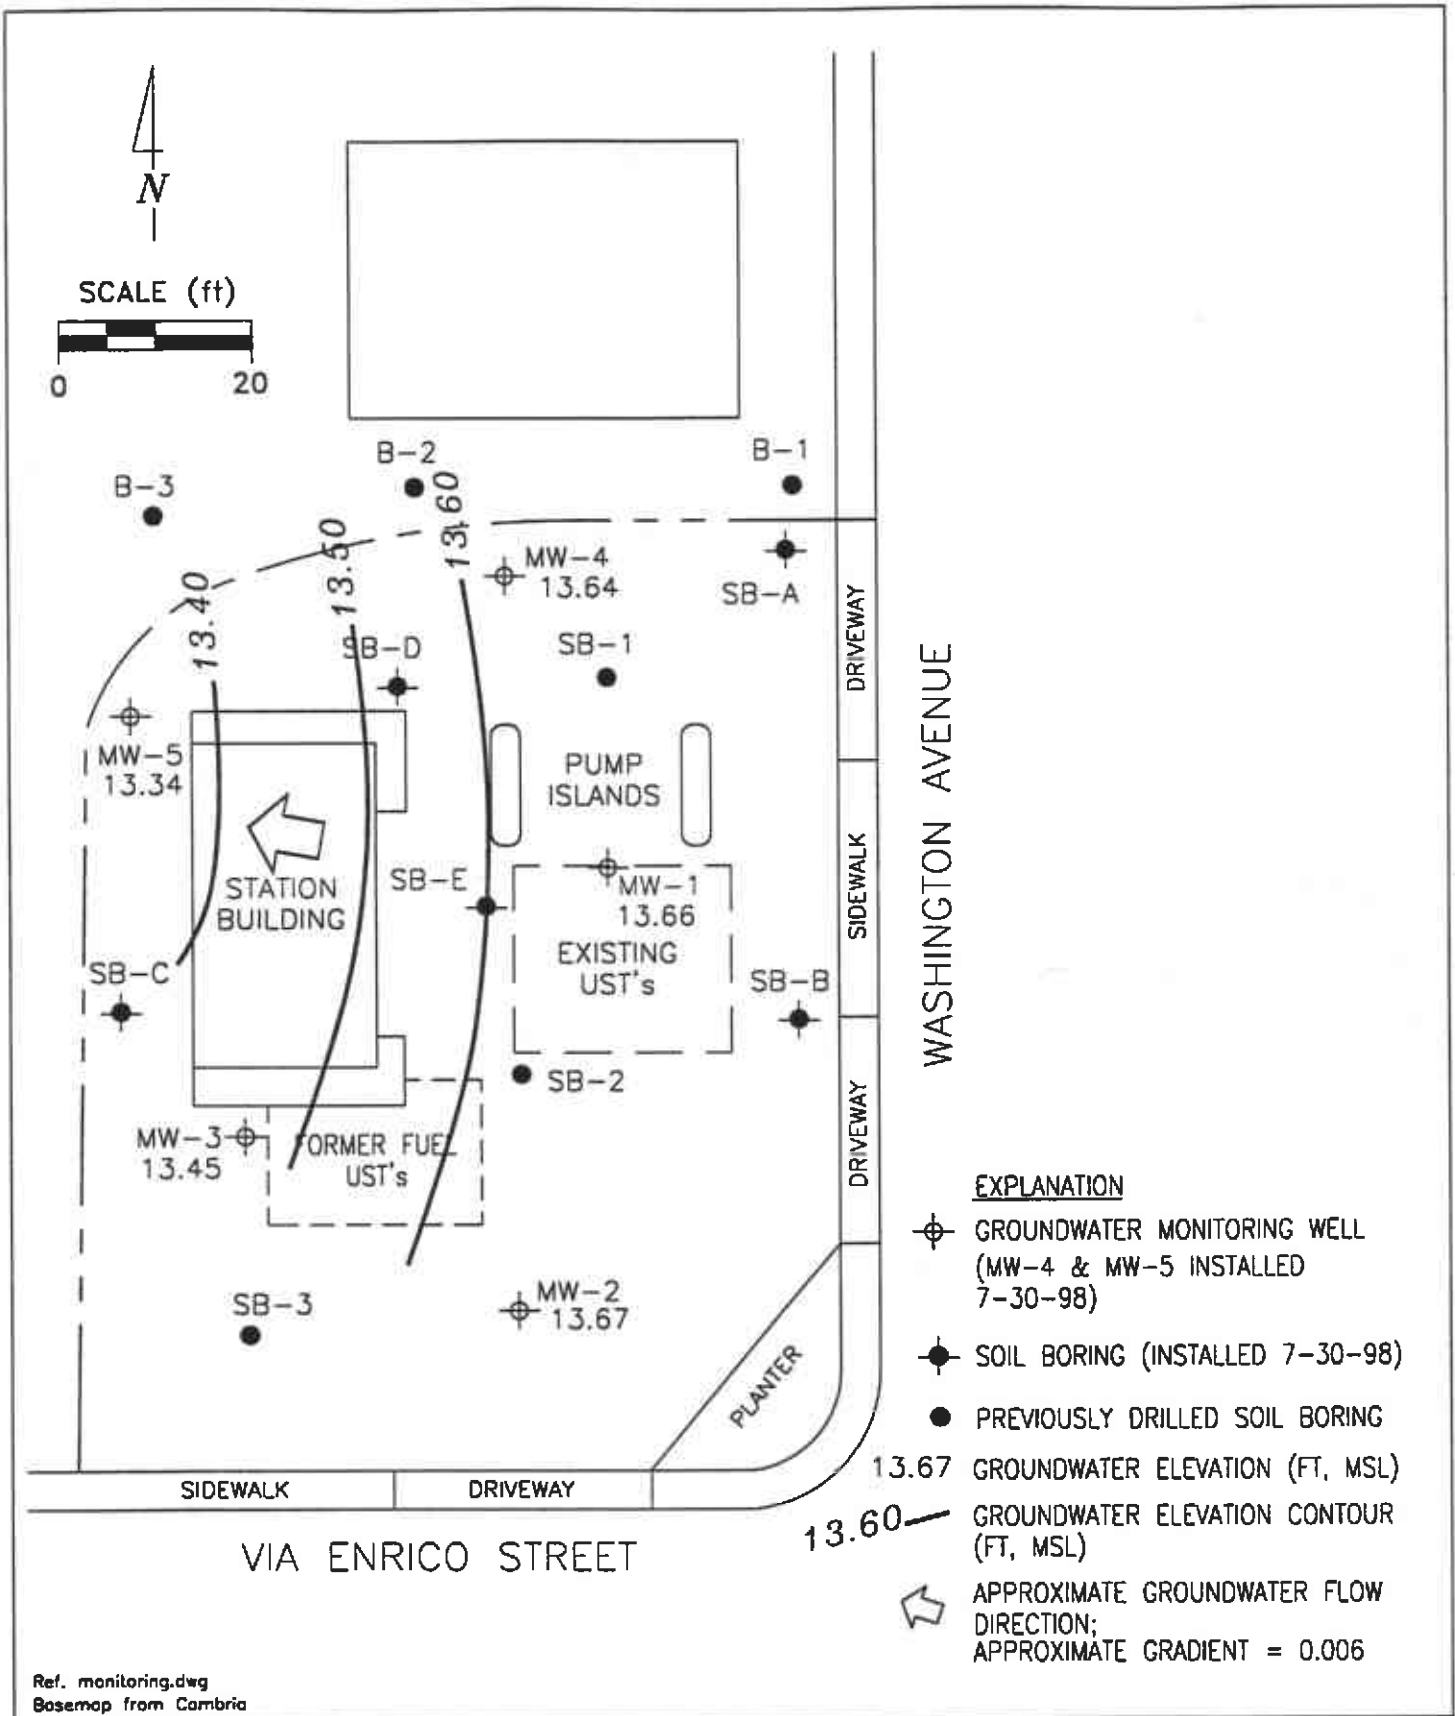 N
SCALE (ft)
0 20
B-1
B-2
B-3
13.60
13.50
13.40
MW-4
13.64
SB-A
SB-D
SB-1
DRIVEWAY
MW-5
13.34
PUMP
ISLANDS
WASHINGTON AVENUE
STATION
BUILDING
SB-E
MW-1
13.66
SIDEWALK
EXISTING
UST's
SB-C
SB-B
SB-2
MW-3
13.45
FORMER FUEL
UST's
DRIVEWAY
SB-3
MW-2
13.67
PLANTER
SIDEWALK
DRIVEWAY
VIA ENRICO STREET
EXPLANATION
GROUNDWATER MONITORING WELL
(MW-4 & MW-5 INSTALLED
7-30-98)
SOIL BORING (INSTALLED 7-30-98)
PREVIOUSLY DRILLED SOIL BORING
13.67 GROUNDWATER ELEVATION (FT, MSL)
13.60 GROUNDWATER ELEVATION CONTOUR
(FT, MSL)
APPROXIMATE GROUNDWATER FLOW
DIRECTION;
APPROXIMATE GRADIENT = 0.006
Ref. monitoring.dwg
Basemap from Cambria